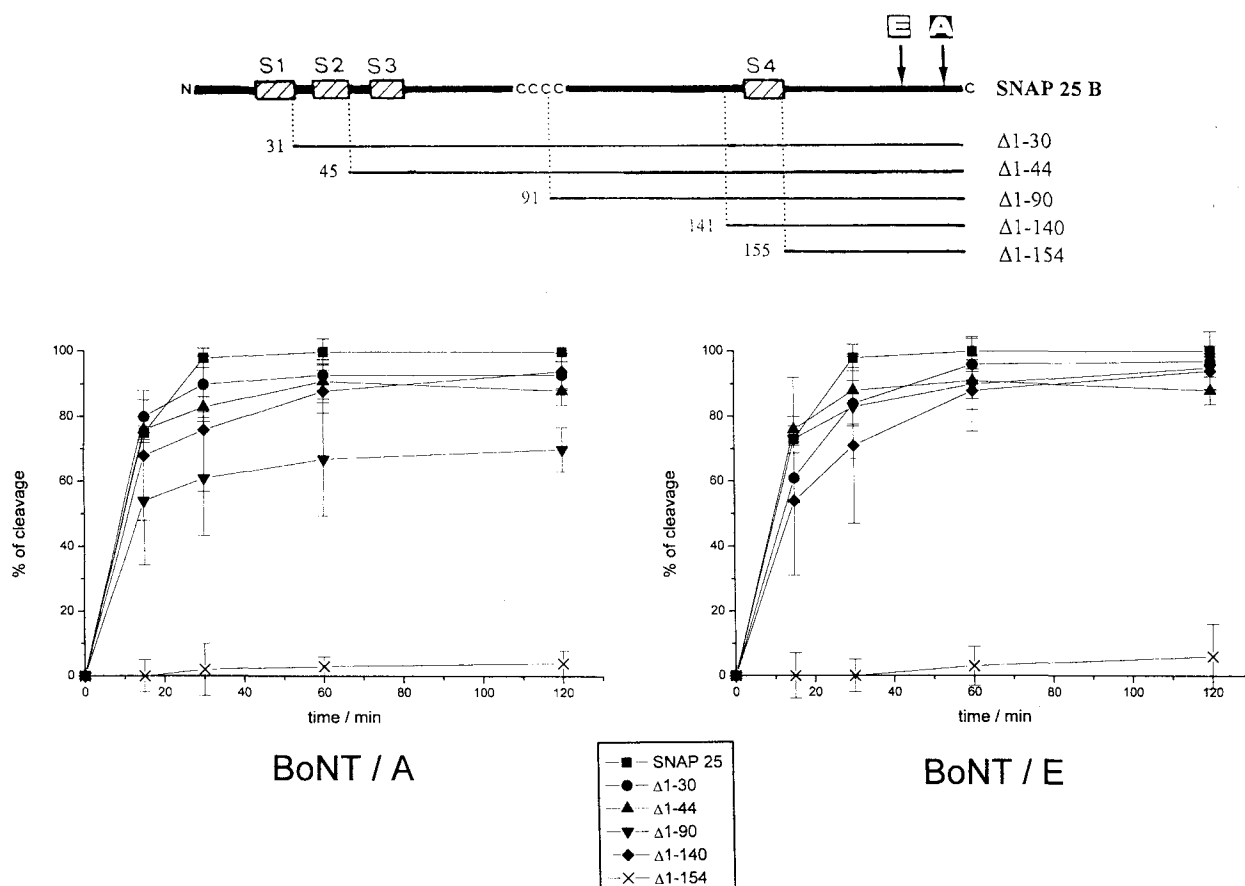 E A
S1 S2 S3 S4
N CCCC C SNAP 25 B
31 Δ1-30
45 Δ1-44
91 Δ1-90
141 Δ1-140
155 Δ1-154
100
80
60
40
20
0
% of cleavage
0 20 40 60 80 100 120
time / min
BoNT / A
100
80
60
40
20
0
% of cleavage
0 20 40 60 80 100 120
time / min
BoNT / E
SNAP 25
Δ1-30
Δ1-44
Δ1-90
Δ1-140
Δ1-154